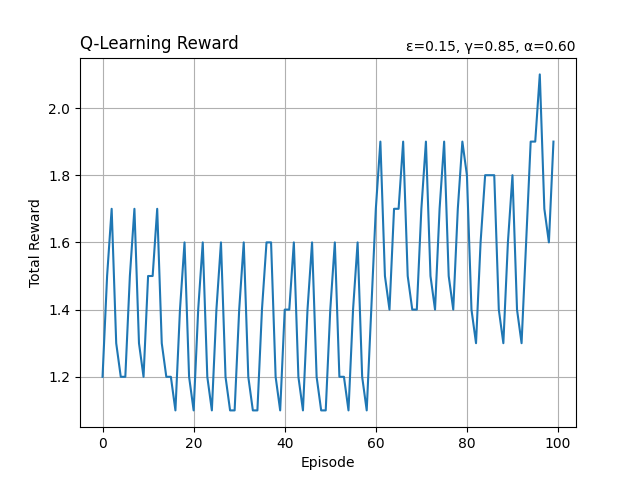 Q-Learning Reward
ε=0.15, γ=0.85, α=0.60
Total Reward
2.0
1.8
1.6
1.4
1.2
0
20
40
60
80
100
Episode